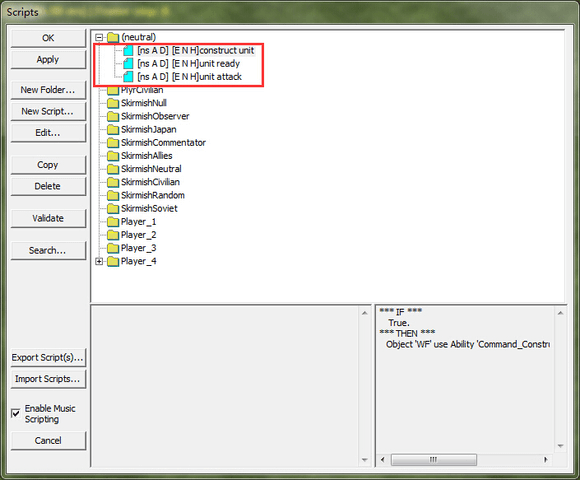 Scripts
OK
Apply
New Folder...
New Script...
Edit...
Copy
Delete
Validate
Search...
Export Script(s)...
Import Scripts...
Enable Music
Scripting
Cancel
(neutral)
[ns A D] [E N H]construct unit
[ns A D] [E N H]unit ready
[ns A D] [E N H]unit attack
PlyrCivilian
SkirmishNull
SkirmishObserver
SkirmishJapan
SkirmishCommentator
SkirmishAllies
SkirmishNeutral
SkirmishCivilian
SkirmishRandom
SkirmishSoviet
Player_1
Player_2
Player_3
Player_4
*** IF ***
True.
*** THEN ***
Object 'WF' use Ability 'Command_Constru